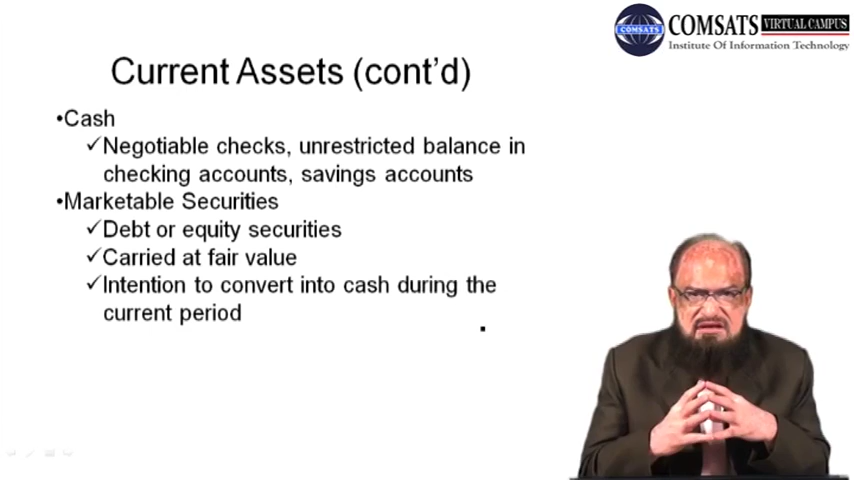 COMSATS VIRTUAL CAMPUS
COMSATS
Institute Of Information Technology
Current Assets (cont'd)
•Cash
✓Negotiable checks, unrestricted balance in
checking accounts, savings accounts
•Marketable Securities
✓Debt or equity securities
✓Carried at fair value
✓Intention to convert into cash during the
current period